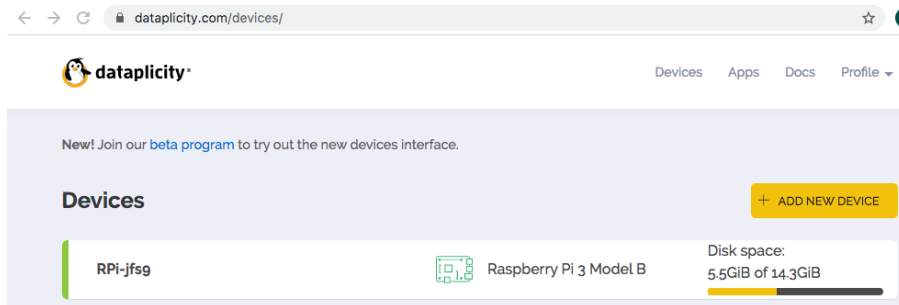 dataplicity.com/devices/
dataplicity
Devices Apps Docs Profile
New! Join our beta program to try out the new devices interface.
Devices
+ ADD NEW DEVICE
RPi-jfs9
Raspberry Pi 3 Model B
Disk space:
5.5GiB of 14.3GiB